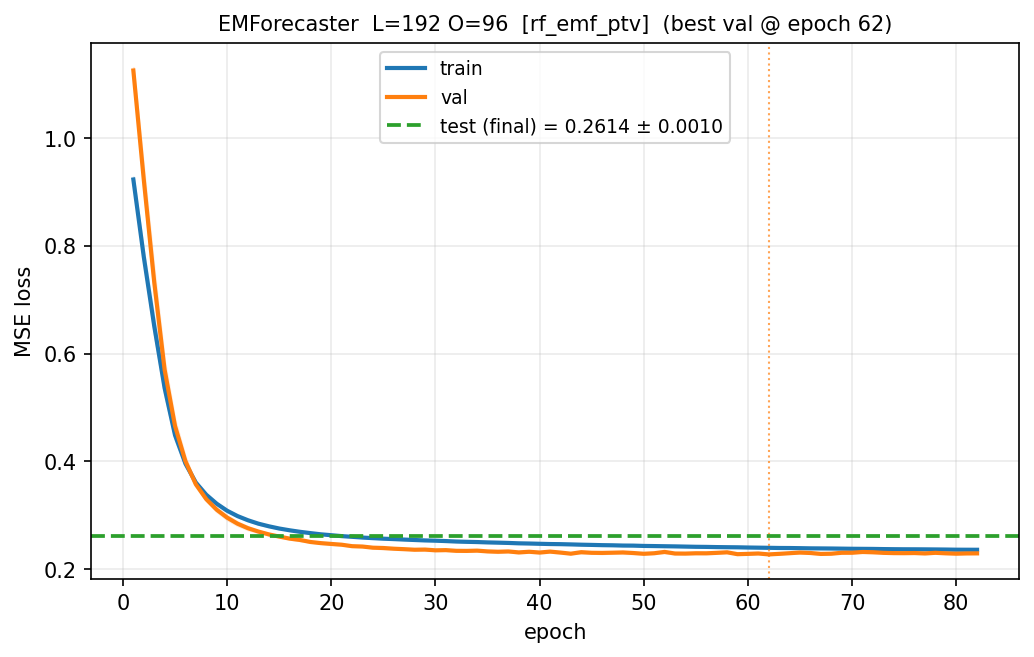 EMForecaster  L=192 O=96  [rf_emf_ptv]  (best val @ epoch 62)
train
val
test (final) = 0.2614 ± 0.0010
MSE loss
1.0
0.8
0.6
0.4
0.2
0 10 20 30 40 50 60 70 80
epoch